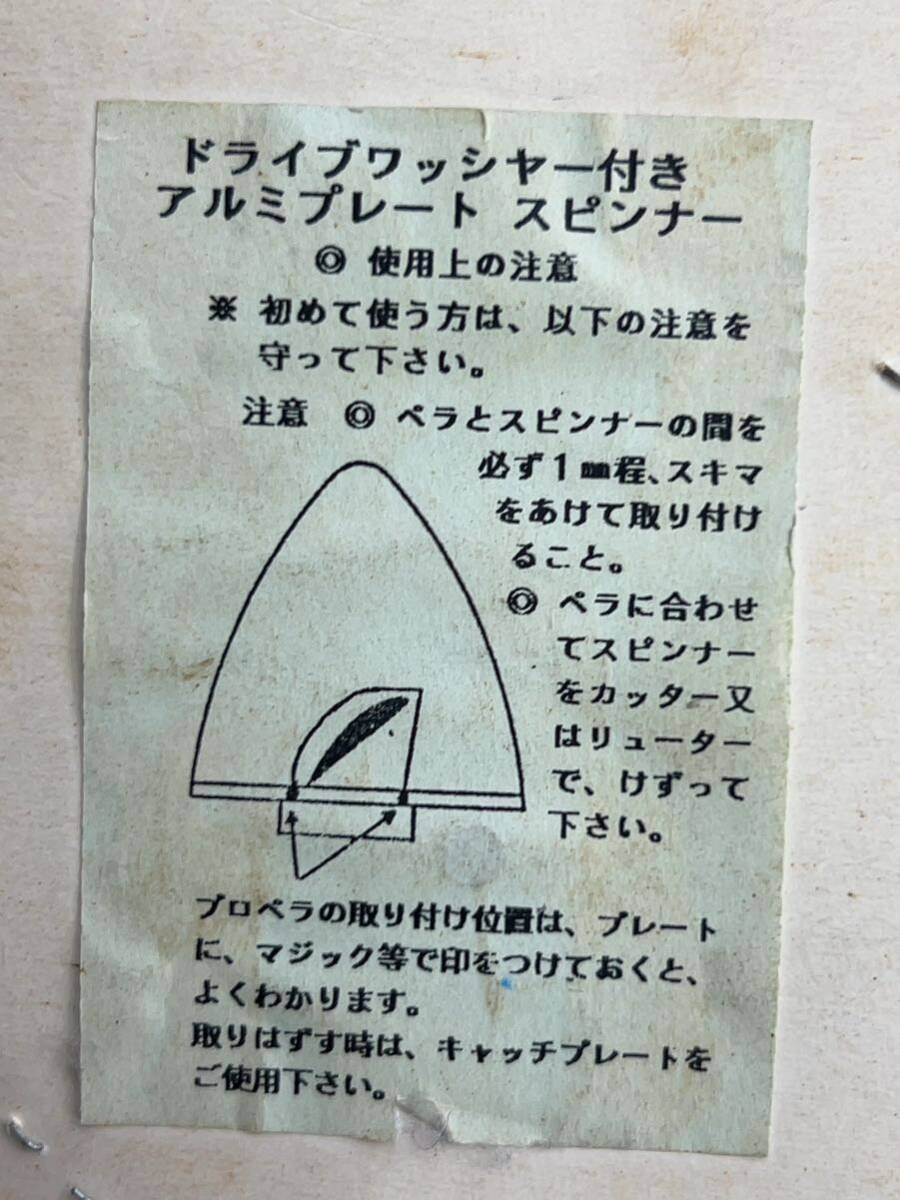 ドライブワッシヤー付き
アルミプレート スピンナー
◎ 使用上の注意
※ 初めて使う方は、以下の注意を
守って下さい。
注意 ◎ ペラとスピンナーの間を
必ず1㎜程、スキマ
をあけて取り付け
ること。
◎ ペラに合わせ
てスピンナー
をカッター又
はリューター
で、けずって
下さい。
プロペラの取り付け位置は、プレート
に、マジック等で印をつけておくと、
よくわかります。
取りはずす時は、キャッチプレートを
ご使用下さい。